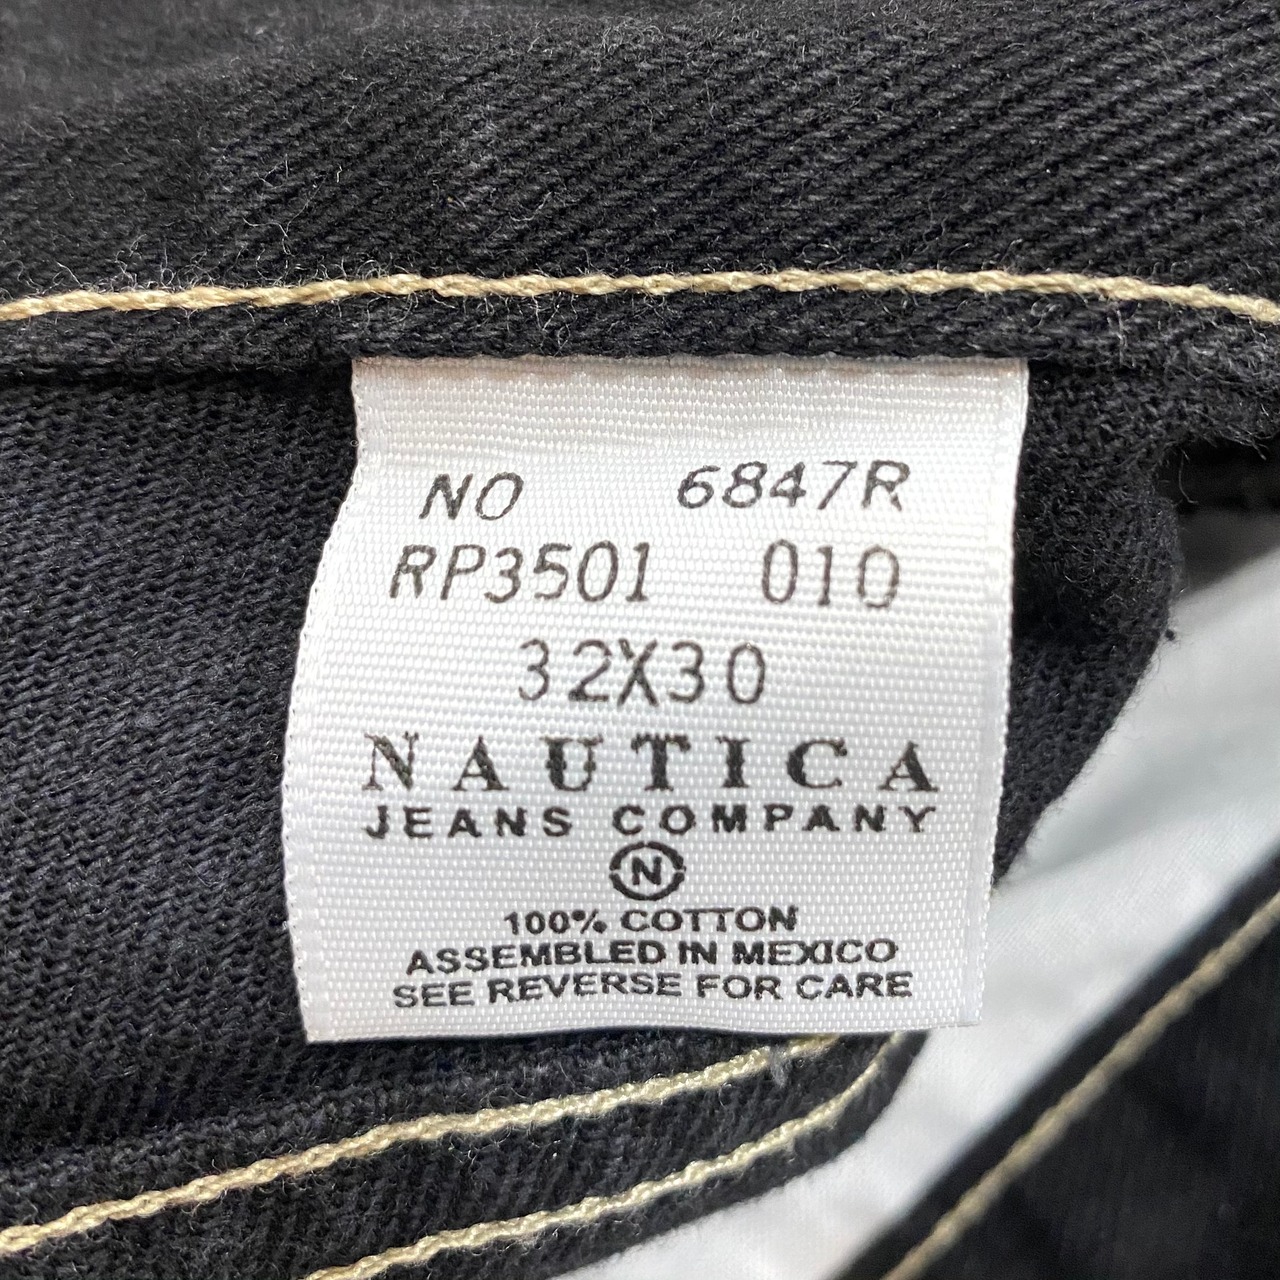 NO 6847R
RP3501 010
32X30
NAUTICA
JEANS COMPANY
N
100% COTTON
ASSEMBLED IN MEXICO
SEE REVERSE FOR CARE